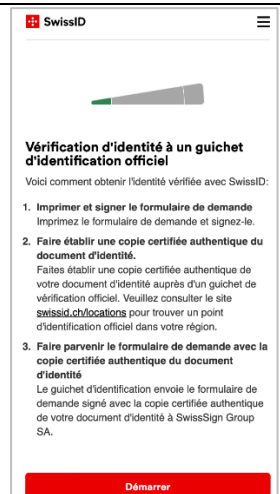 SwissID
Vérification d'identité à un guichet
d'identification officiel
Voici comment obtenir l'identité vérifiée avec SwissID:
1. Imprimer et signer le formulaire de demande
Imprimez le formulaire de demande et signez-le.
2. Faire établir une copie certifiée authentique du
document d'identité.
Faites établir une copie certifiée authentique de
votre document d'identité auprès d'un guichet de
vérification officiel. Veuillez consulter le site
swissid.ch/locations pour trouver un point
d'identification officiel dans votre région.
3. Faire parvenir le formulaire de demande avec la
copie certifiée authentique du document
d'identité
Le guichet d'identification envoie le formulaire de
demande signé avec la copie certifiée authentique
de votre document d'identité à SwissSign Group
SA.
Démarrer